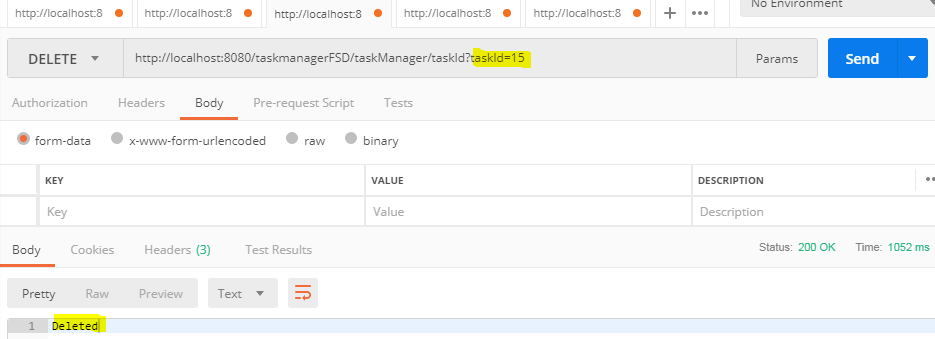 http://localhost:8 http://localhost:8 http://localhost:8 http://localhost:8 http://localhost:8 + ••• No Environment
DELETE http://localhost:8080/taskmanagerFSD/taskManager/taskId?taskId=15 Params Send
Authorization Headers Body Pre-request Script Tests
form-data x-www-form-urlencoded raw binary
KEY VALUE DESCRIPTION
Key Value Description
Body Cookies Headers (3) Test Results Status: 200 OK Time: 1052 ms
Pretty Raw Preview Text
1 Deleted